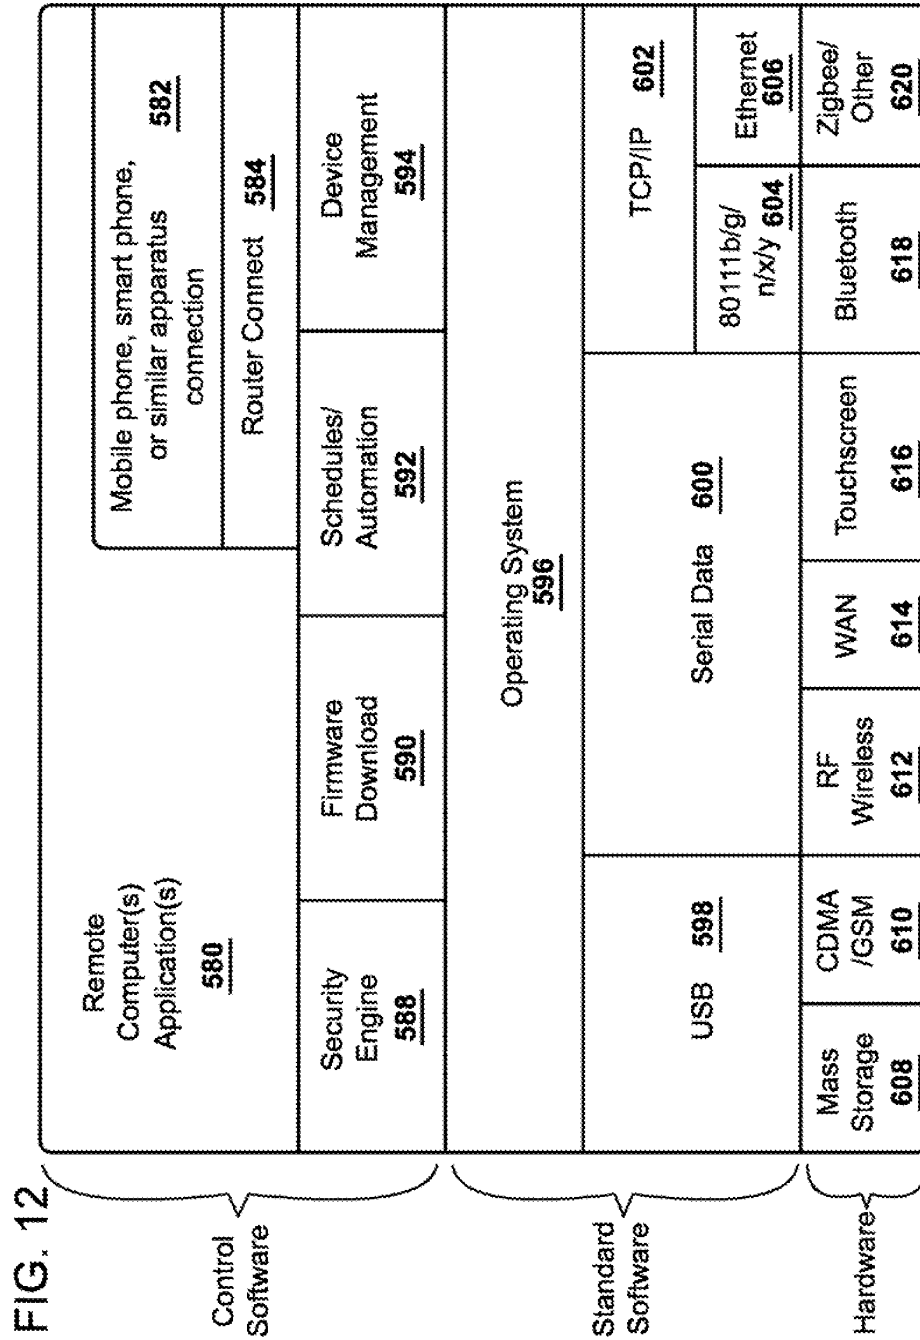 FIG. 12
Control
Software
Remote
Computer(s)
Application(s)
580
Mobile phone, smart phone,
or similar apparatus
connection
582
Router Connect 584
Security
Engine
588
Firmware
Download
590
Schedules/
Automation
592
Device
Management
594
Standard
Software
Operating System
596
USB 598
Serial Data 600
TCP/IP 602
80111b/g/
n/x/y 604
Ethernet
606
Hardware
Mass
Storage
608
CDMA
/GSM
610
RF
Wireless
612
WAN
614
Touchscreen
616
Bluetooth
618
Zigbee/
Other
620